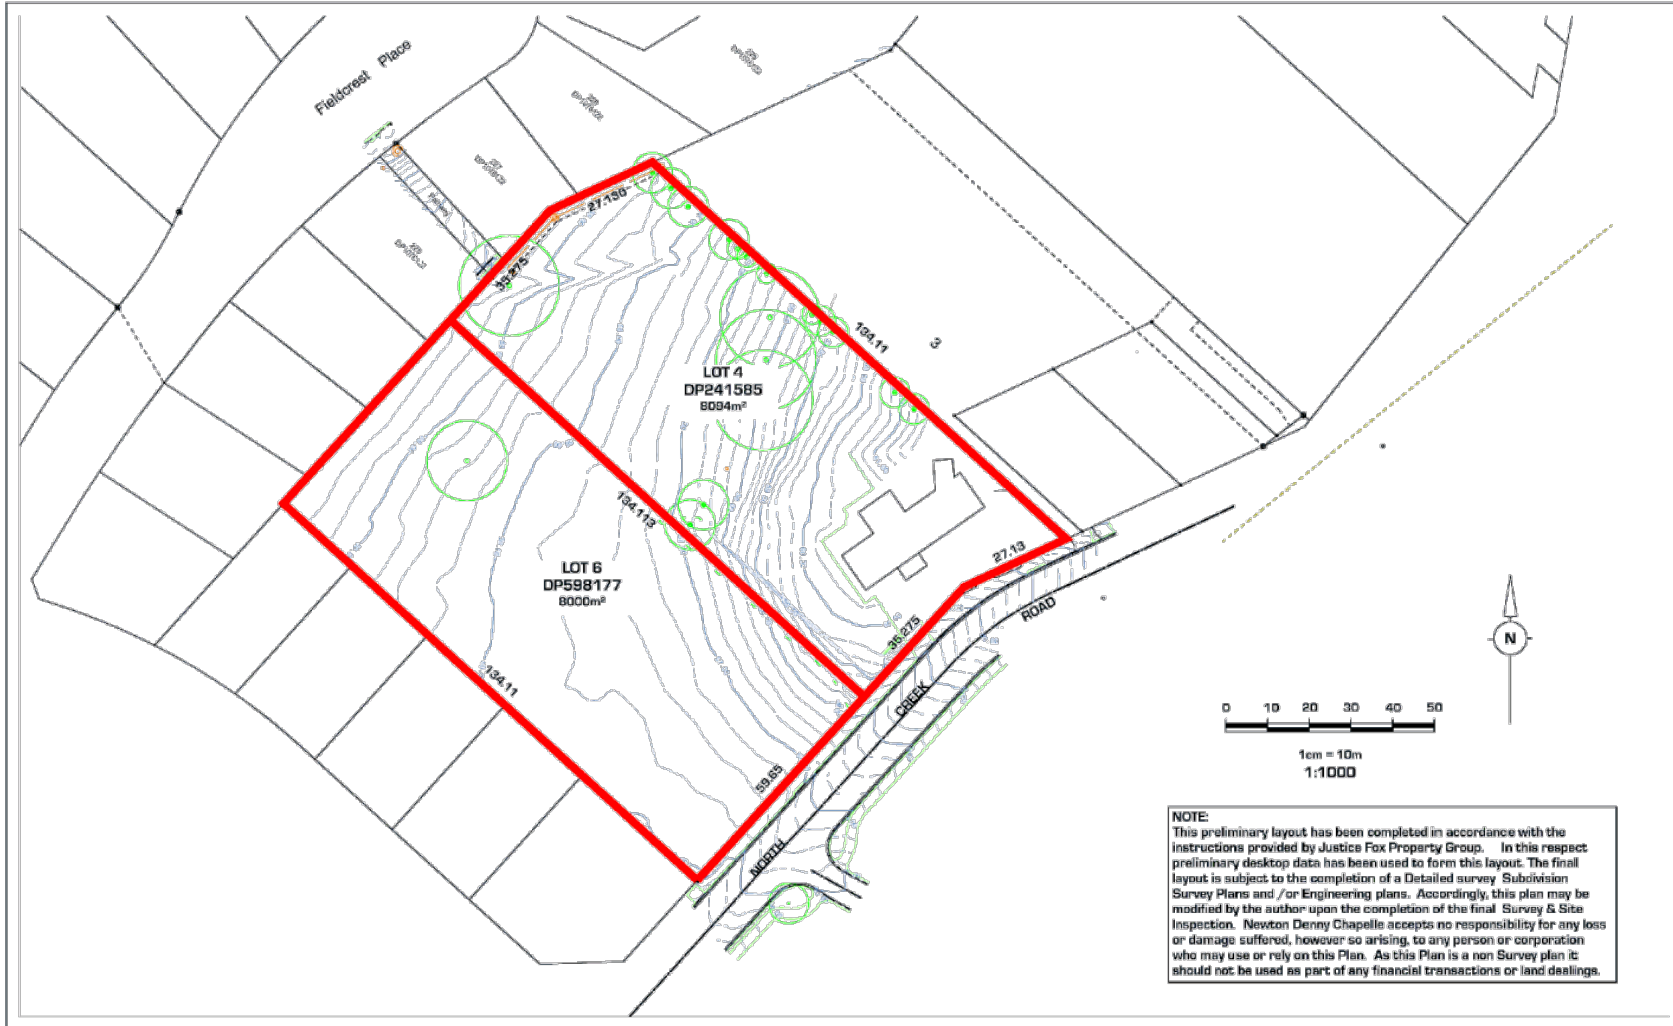 Fieldcrest Place
27.130
35.275
134.11
3
LOT 4
DP241585
8094m²
134.113
LOT 6
DP598177
8000m²
27.13
35.275
134.11
59.65
NORTH CREEK ROAD
N
0 10 20 30 40 50
1cm = 10m
1:1000
NOTE:
This preliminary layout has been completed in accordance with the
instructions provided by Justice Fox Property Group. In this respect
preliminary desktop data has been used to form this layout. The final
layout is subject to the completion of a Detailed survey Subdivision
Survey Plans and /or Engineering plans. Accordingly, this plan may be
modified by the author upon the completion of the final Survey & Site
Inspection. Newton Denny Chapelle accepts no responsibility for any loss
or damage suffered, however so arising, to any person or corporation
who may use or rely on this Plan. As this Plan is a non Survey plan it
should not be used as part of any financial transactions or land dealings.